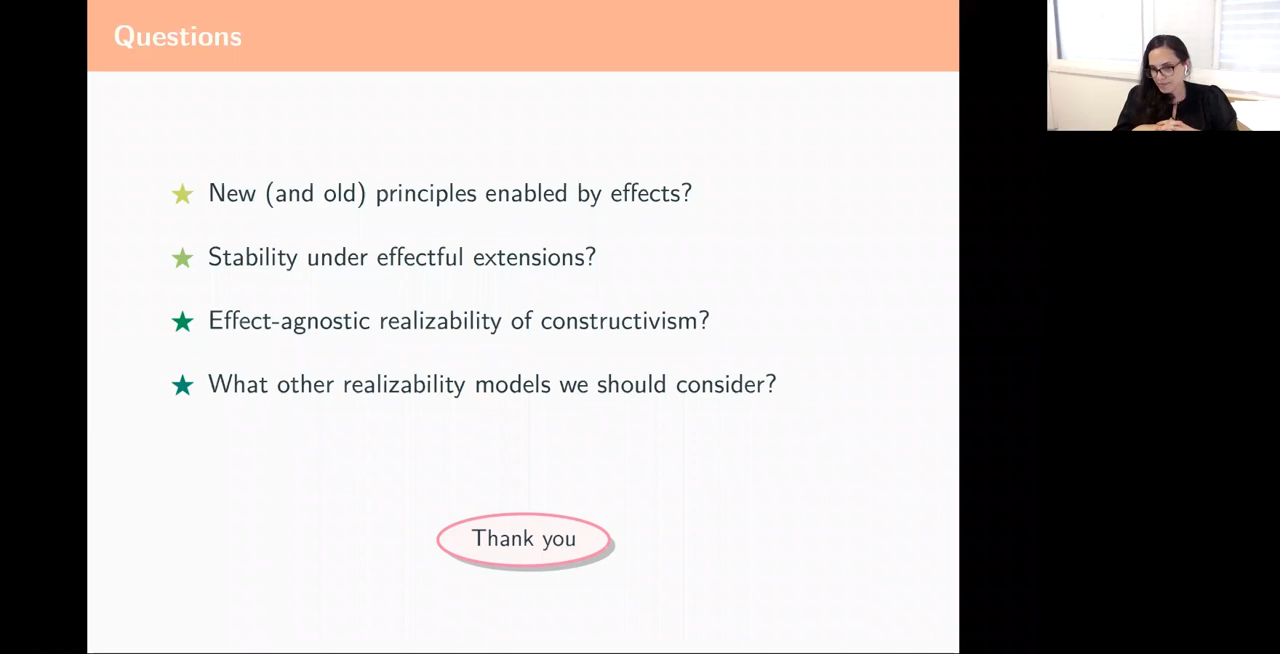 Questions
New (and old) principles enabled by effects?
Stability under effectful extensions?
Effect-agnostic realizability of constructivism?
What other realizability models we should consider?
Thank you